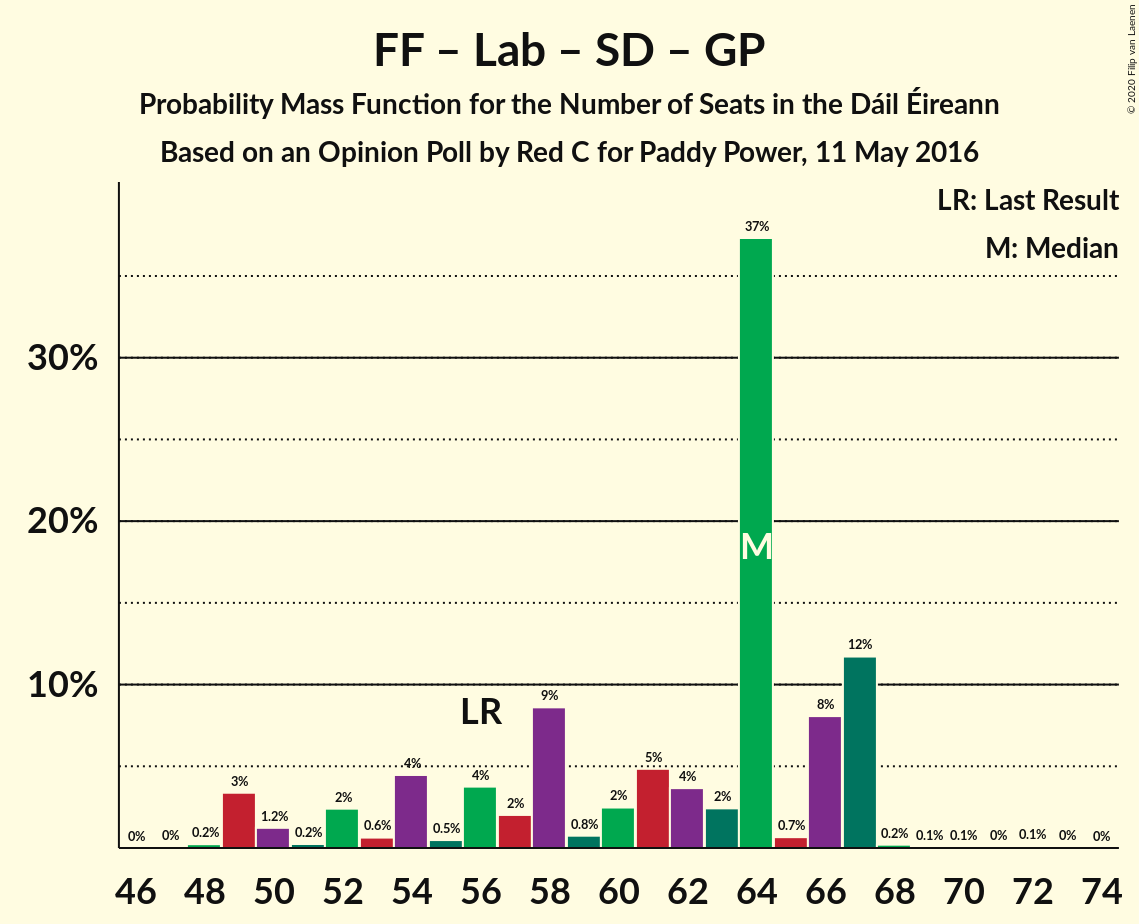 FF – Lab – SD – GP
Probability Mass Function for the Number of Seats in the Dáil Éireann
Based on an Opinion Poll by Red C for Paddy Power, 11 May 2016
© 2020 Filip van Laenen
LR: Last Result
M: Median
30%
20%
10%
0% 0% 0.2% 3% 1.2% 0.2% 2% 0.6% 4% 0.5% 4% 2% 9% 0.8% 2% 5% 4% 2% 37% 0.7% 8% 12% 0.2% 0.1% 0.1% 0% 0.1% 0% 0%
LR
M
46 48 50 52 54 56 58 60 62 64 66 68 70 72 74